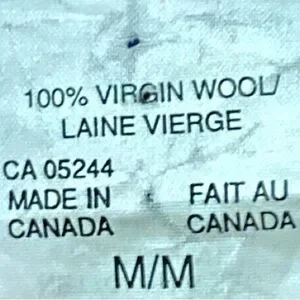 100% VIRGIN WOOL/
LAINE VIERGE
CA 05244
MADE IN
CANADA
FAIT AU
CANADA
M/M